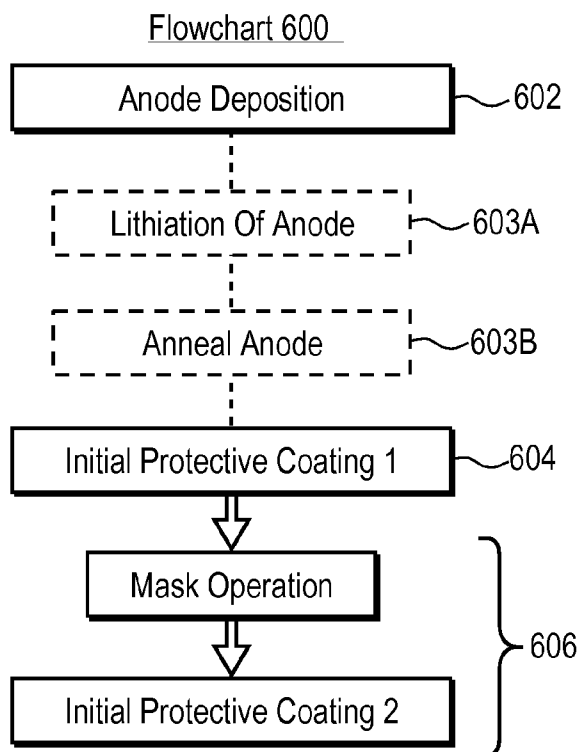 Flowchart 600
Anode Deposition 602
Lithiation Of Anode 603A
Anneal Anode 603B
Initial Protective Coating 1 604
Mask Operation
606
Initial Protective Coating 2